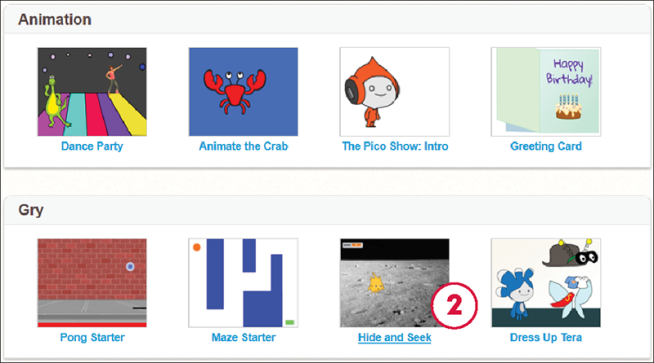 Animation
Happy
Birthday!
Dance Party
Animate the Crab
The Pico Show: Intro
Greeting Card
Gry
2
Pong Starter
Maze Starter
Hide and Seek
Dress Up Tera